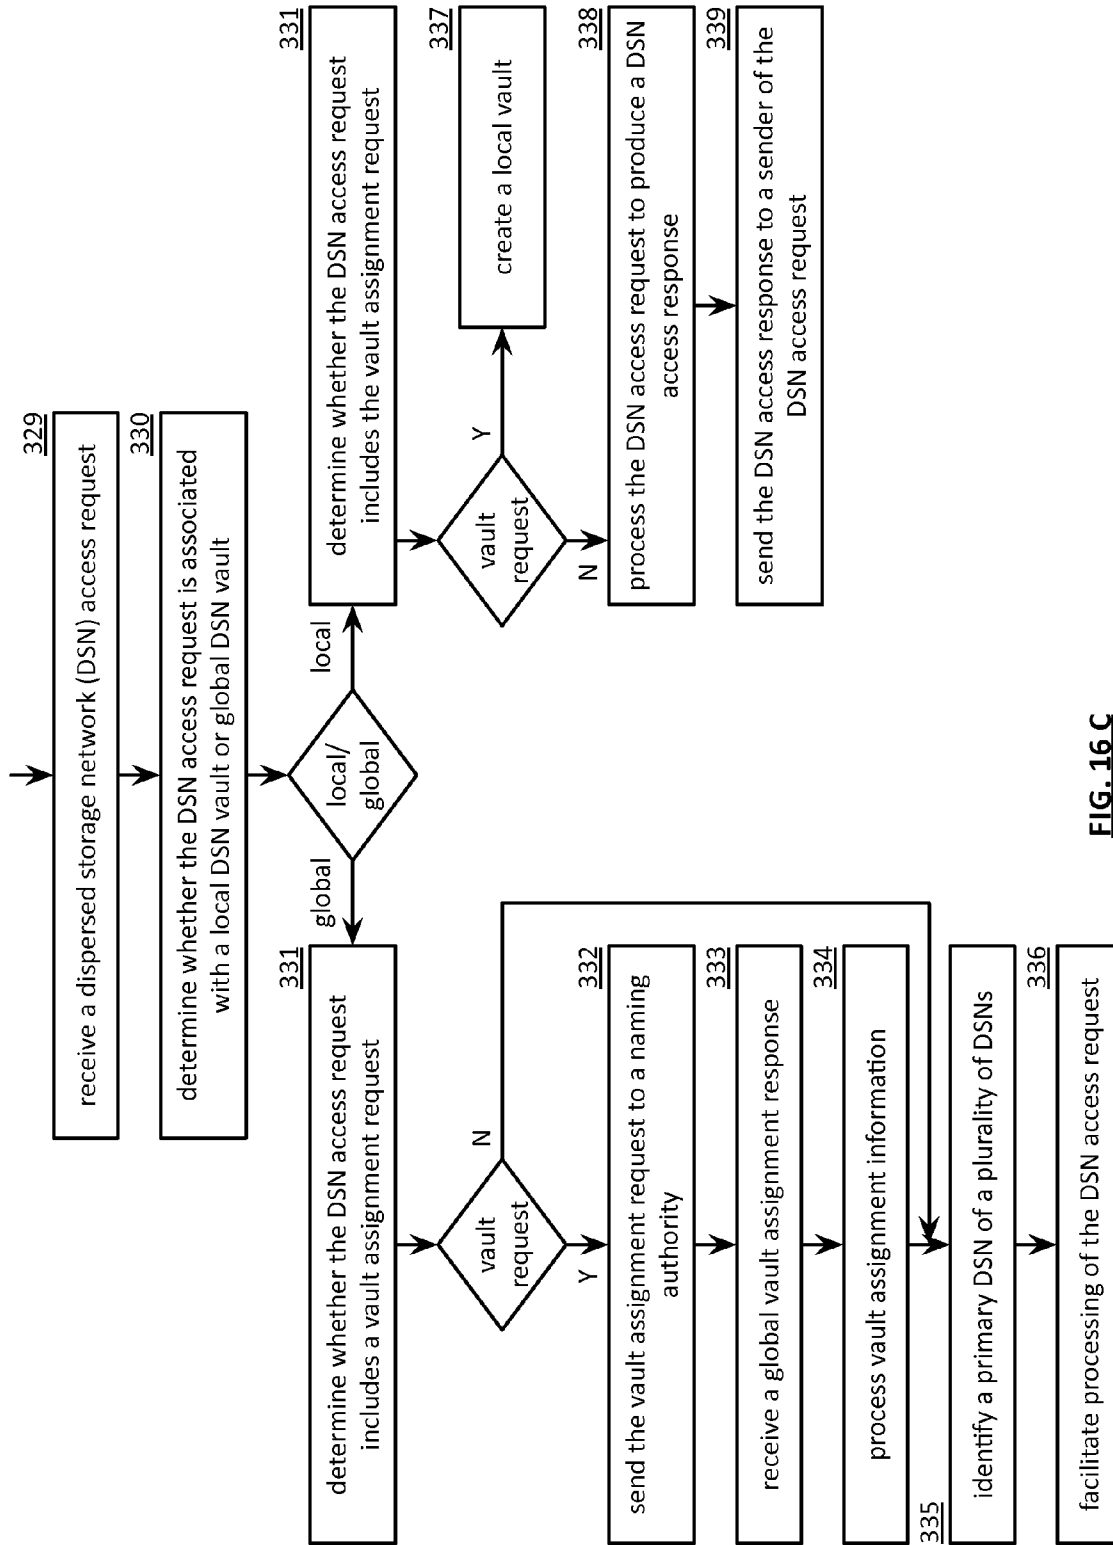 329
receive a dispersed storage network (DSN) access request
330
determine whether the DSN access request is associated
with a local DSN vault or global DSN vault
local/
global
global
local
331
determine whether the DSN access request
includes a vault assignment request
vault
request
N
Y
332
send the vault assignment request to a naming
authority
333
receive a global vault assignment response
334
process vault assignment information
335
identify a primary DSN of a plurality of DSNs
336
facilitate processing of the DSN access request
331
determine whether the DSN access request
includes the vault assignment request
vault
request
Y
N
337
create a local vault
338
process the DSN access request to produce a DSN
access response
339
send the DSN access response to a sender of the
DSN access request
FIG. 16 C